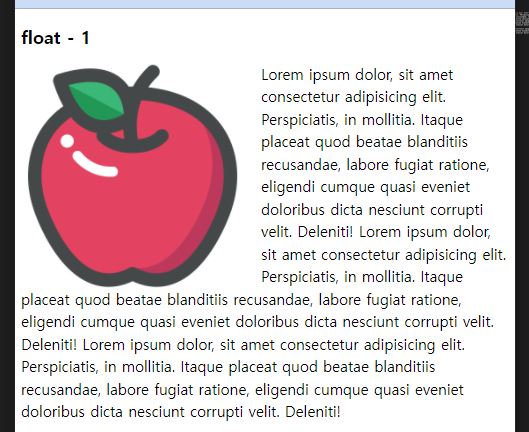 float - 1
Lorem ipsum dolor, sit amet
consectetur adipisicing elit.
Perspiciatis, in mollitia. Itaque
placeat quod beatae blanditiis
recusandae, labore fugiat ratione,
eligendi cumque quasi eveniet
doloribus dicta nesciunt corrupti
velit. Deleniti! Lorem ipsum dolor,
sit amet consectetur adipisicing elit.
Perspiciatis, in mollitia. Itaque
placeat quod beatae blanditiis recusandae, labore fugiat ratione,
eligendi cumque quasi eveniet doloribus dicta nesciunt corrupti velit.
Deleniti! Lorem ipsum dolor, sit amet consectetur adipisicing elit.
Perspiciatis, in mollitia. Itaque placeat quod beatae blanditiis
recusandae, labore fugiat ratione, eligendi cumque quasi eveniet
doloribus dicta nesciunt corrupti velit. Deleniti!